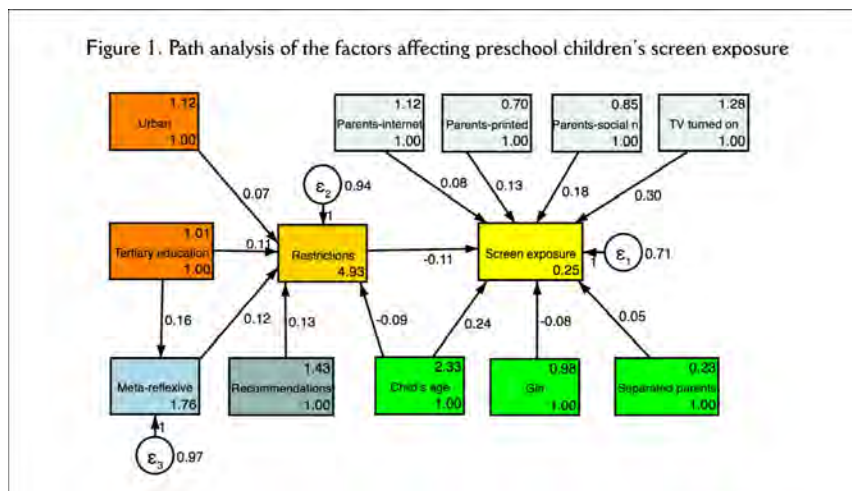 Figure 1. Path analysis of the factors affecting preschool children's screen exposure
1.12
Urban
1.00
1.12
Parents-internet
1.00
0.70
Parents-printed
1.00
0.85
Parents-social n
1.00
1.28
TV turned on
1.00
0.07
ε2
0.94
1
0.08
0.13
0.18
0.30
1.01
Tertiary education
1.00
0.11
Restrictions
4.93
-0.11
Screen exposure
0.25
1
ε1
0.71
0.16
0.12
0.13
-0.09
0.24
-0.08
0.05
Meta-reflexive
1.76
1.43
Recommendations
1.00
2.33
Child's age
1.00
0.98
Girl
1.00
0.23
Separated parents
1.00
1
ε3
0.97